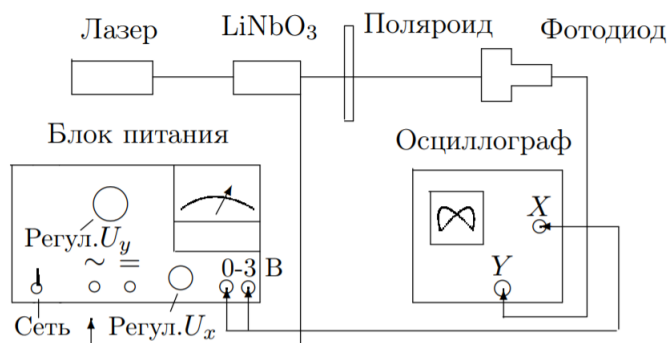 Лазер LiNbO3 Поляроид Фотодиод
Блок питания Осциллограф
X
Регул.Uy
~ = 0-3 В Y
Сеть Регул.Ux